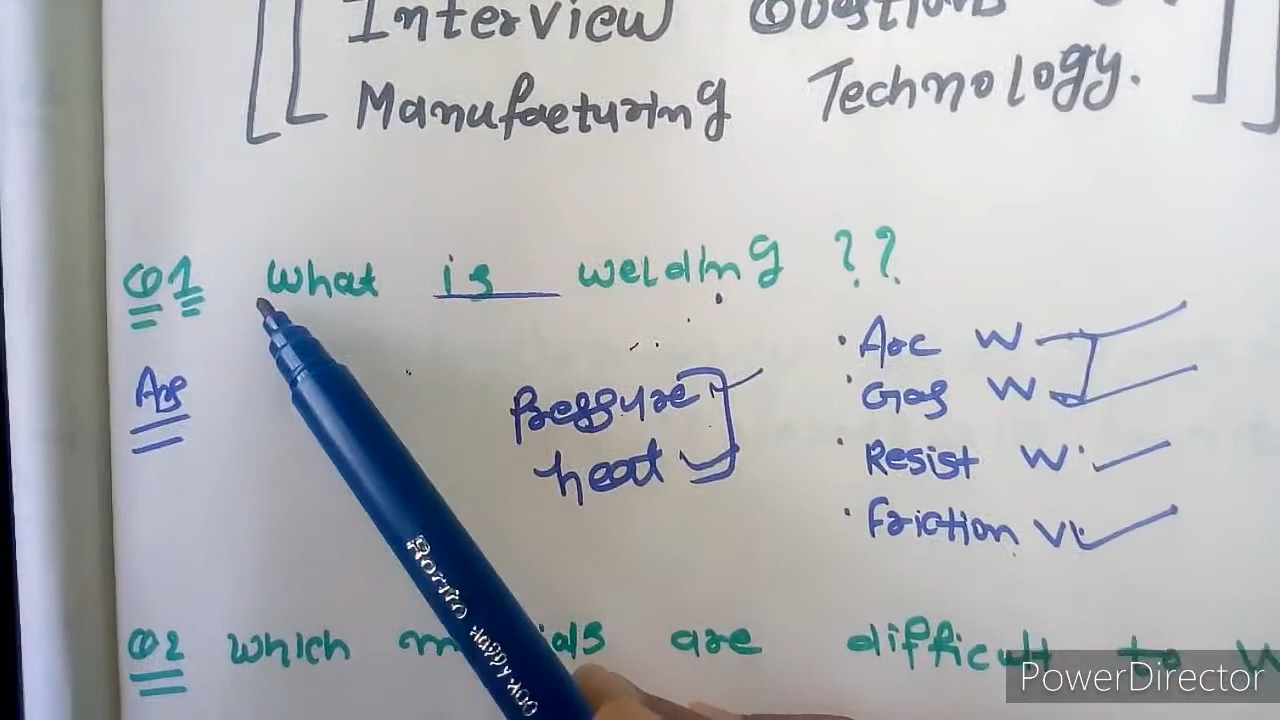 Interview Questions
Manufacturing Technology.
Q1 What is welding ??
Ans
Pressure
heat
· Arc W
· Gas W
· Resist W.
· Friction W
Q2 which are difficult to W
PowerDirector